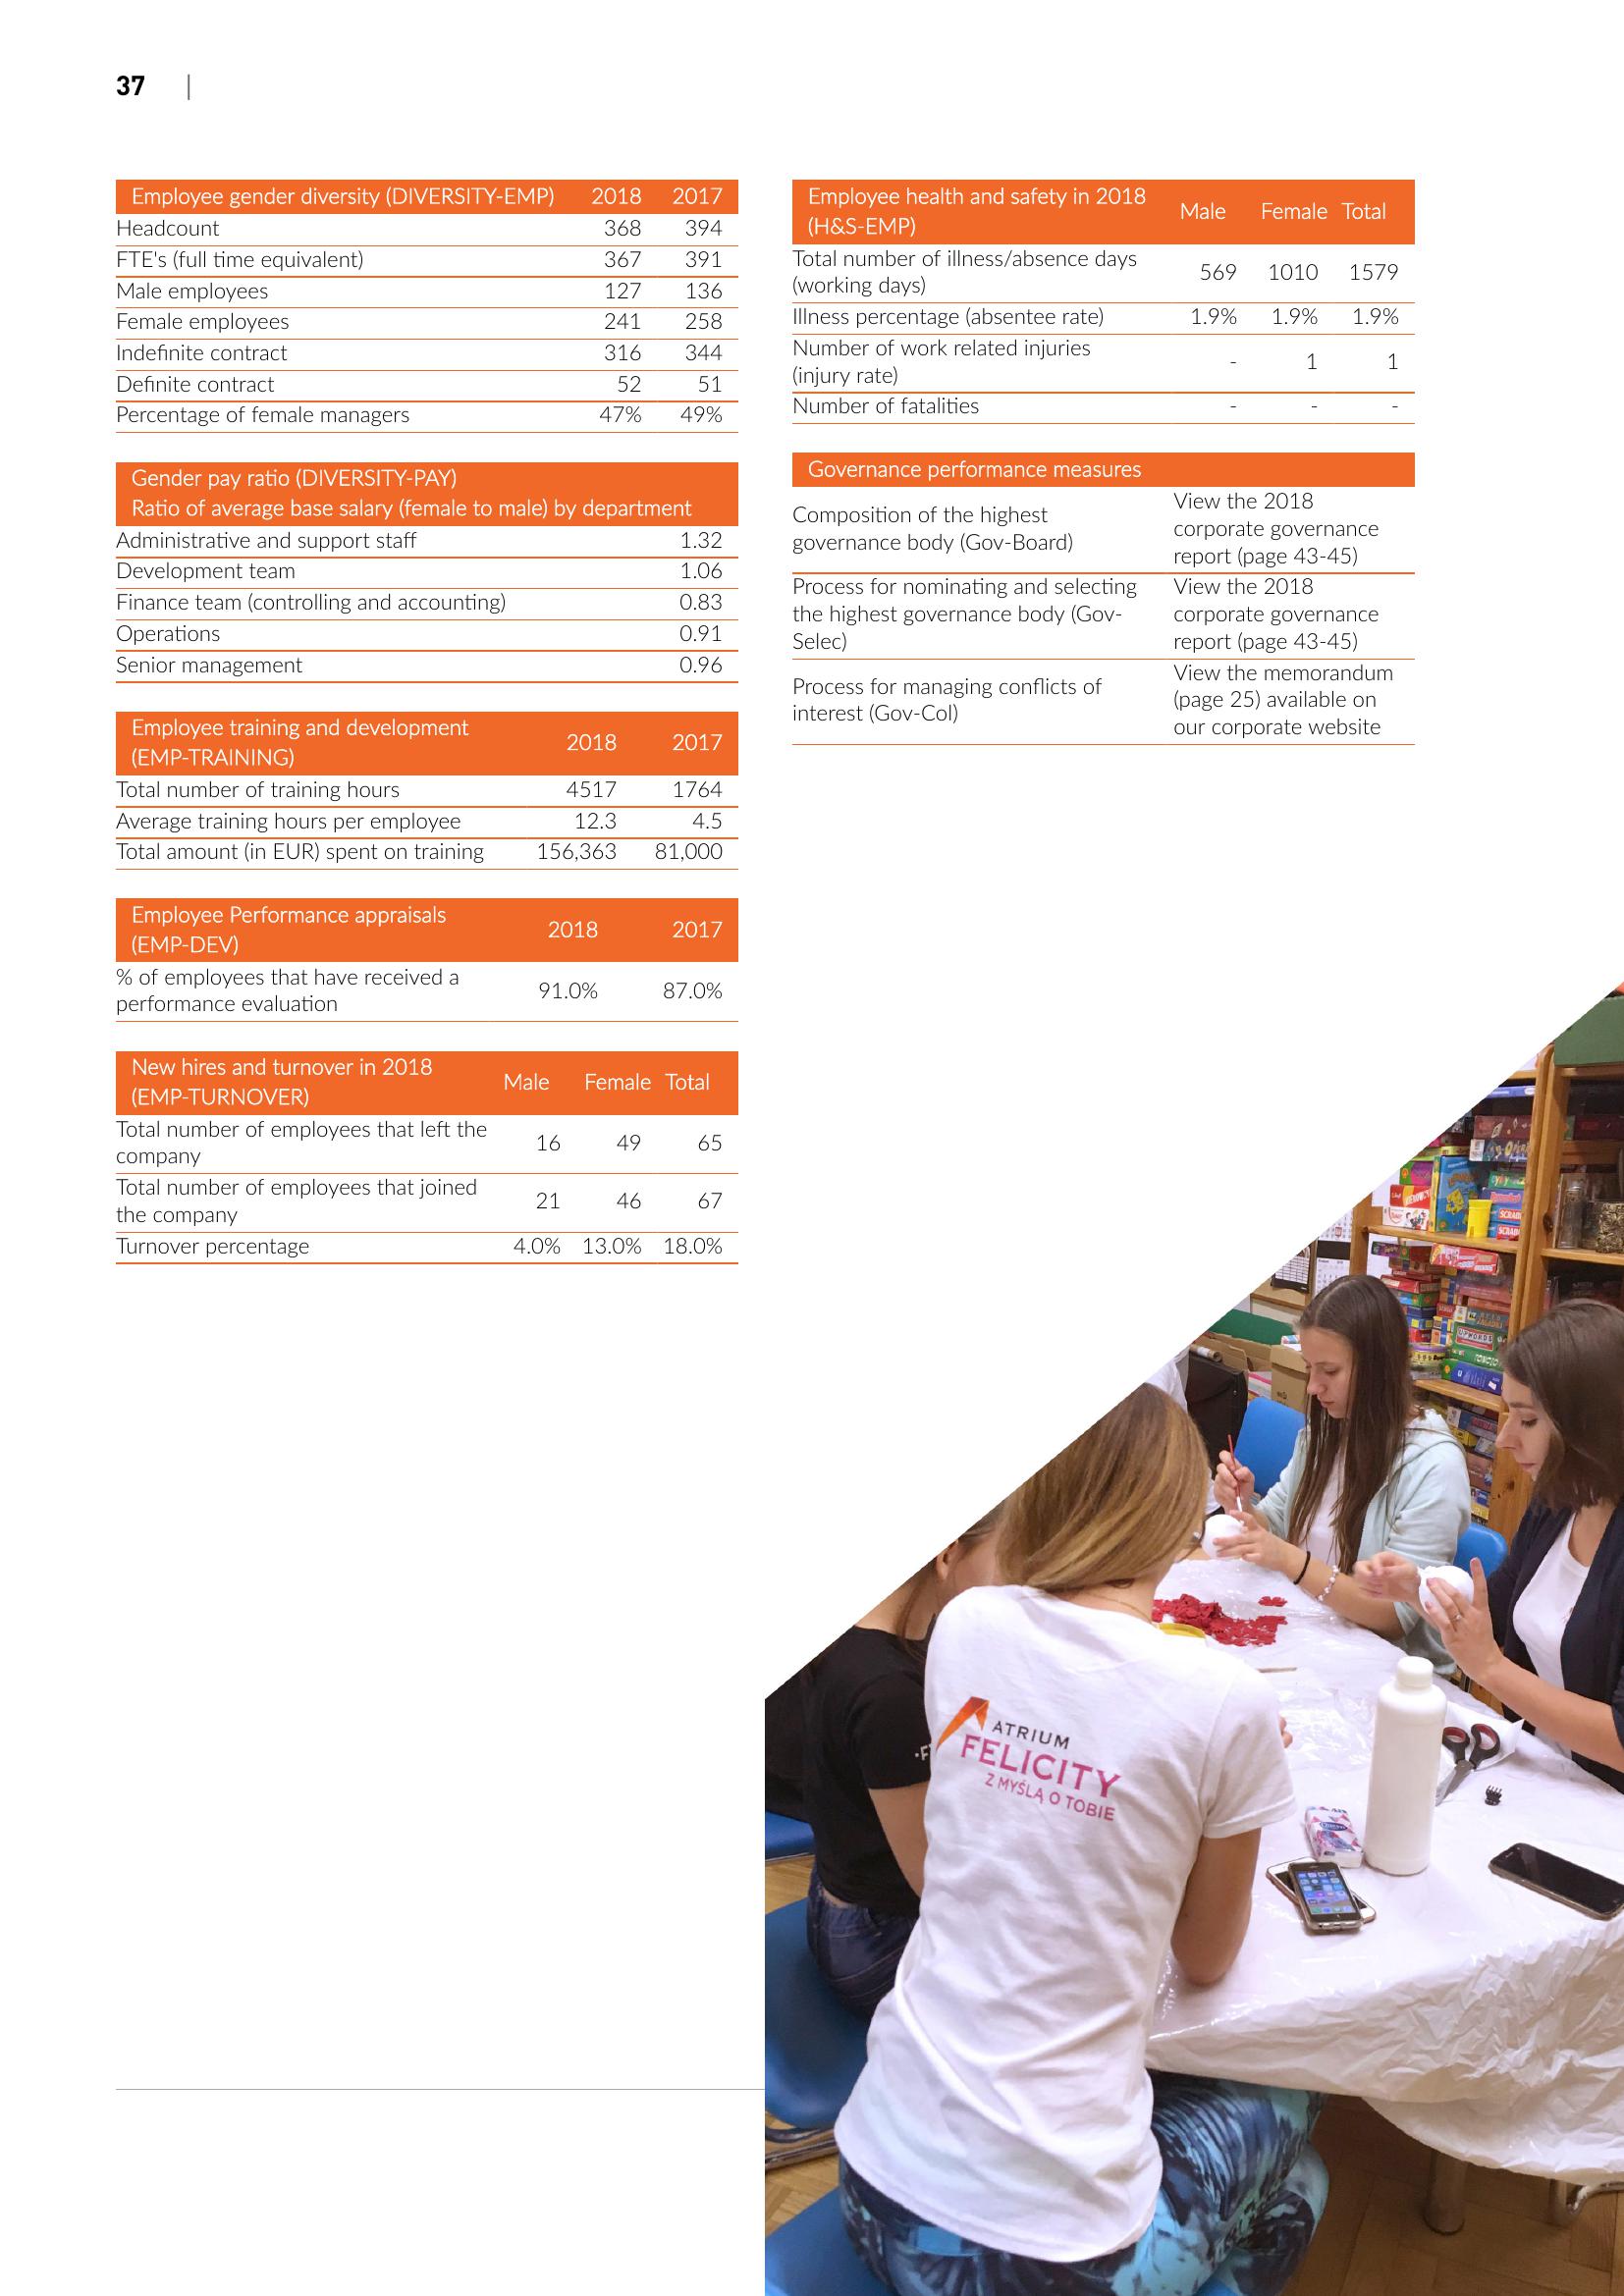 37
Employee gender diversity (DIVERSITY-EMP) 2018 2017
Headcount 368 394
FTE's (full time equivalent) 367 391
Male employees 127 136
Female employees 241 258
Indefinite contract 316 344
Definite contract 52 51
Percentage of female managers 47% 49%
Gender pay ratio (DIVERSITY-PAY)
Ratio of average base salary (female to male) by department
Administrative and support staff 1.32
Development team 1.06
Finance team (controlling and accounting) 0.83
Operations 0.91
Senior management 0.96
Employee training and development
(EMP-TRAINING) 2018 2017
Total number of training hours 4517 1764
Average training hours per employee 12.3 4.5
Total amount (in EUR) spent on training 156,363 81,000
Employee Performance appraisals
(EMP-DEV) 2018 2017
% of employees that have received a
performance evaluation 91.0% 87.0%
New hires and turnover in 2018
(EMP-TURNOVER) Male Female Total
Total number of employees that left the
company 16 49 65
Total number of employees that joined
the company 21 46 67
Turnover percentage 4.0% 13.0% 18.0%
Employee health and safety in 2018
(H&S-EMP) Male Female Total
Total number of illness/absence days
(working days) 569 1010 1579
Illness percentage (absentee rate) 1.9% 1.9% 1.9%
Number of work related injuries
(injury rate) - 1 1
Number of fatalities - - -
Governance performance measures
Composition of the highest
governance body (Gov-Board)
View the 2018
corporate governance
report (page 43-45)
Process for nominating and selecting
the highest governance body (Gov-
Selec)
View the 2018
corporate governance
report (page 43-45)
Process for managing conflicts of
interest (Gov-Col)
View the memorandum
(page 25) available on
our corporate website
UPWORDS
ATRIUM
FELICITY
Z MYŚLĄ O TOBIE